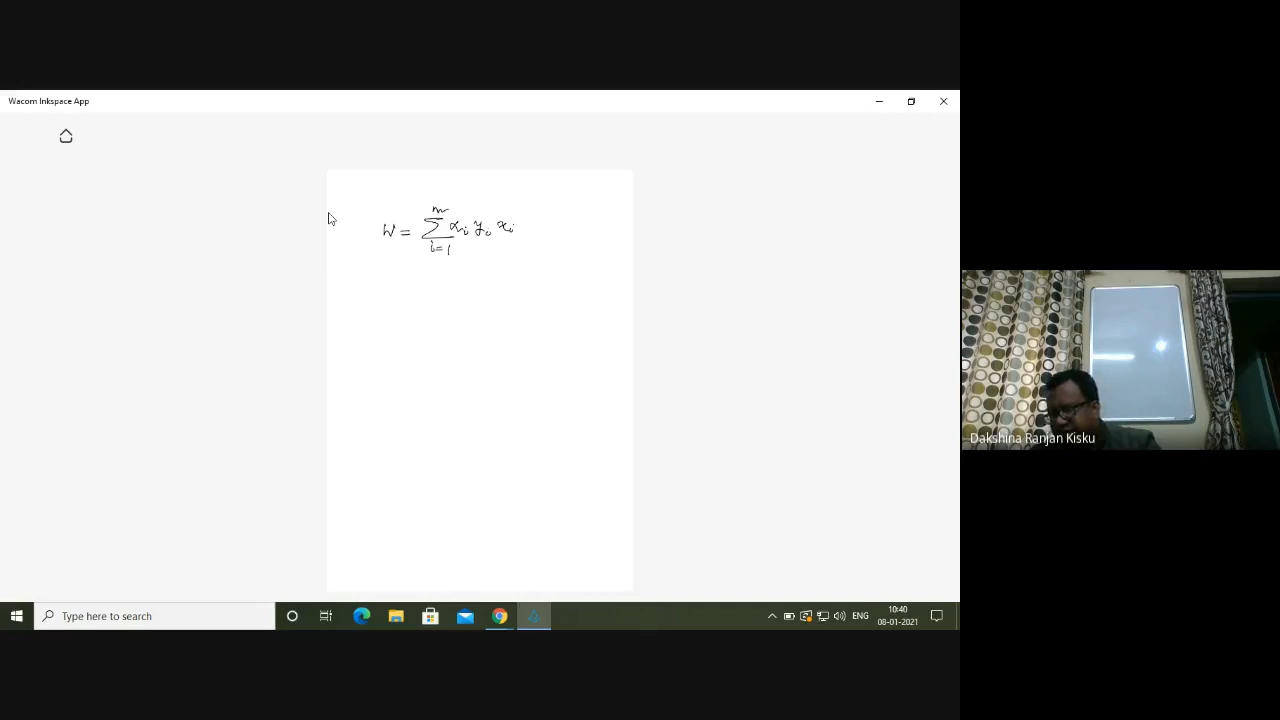 Wacom Inkspace App
m
W = ∑ αi yi xi
i=1
Dakshina Ranjan Kisku
Type here to search
ENG
10:40
08-01-2021